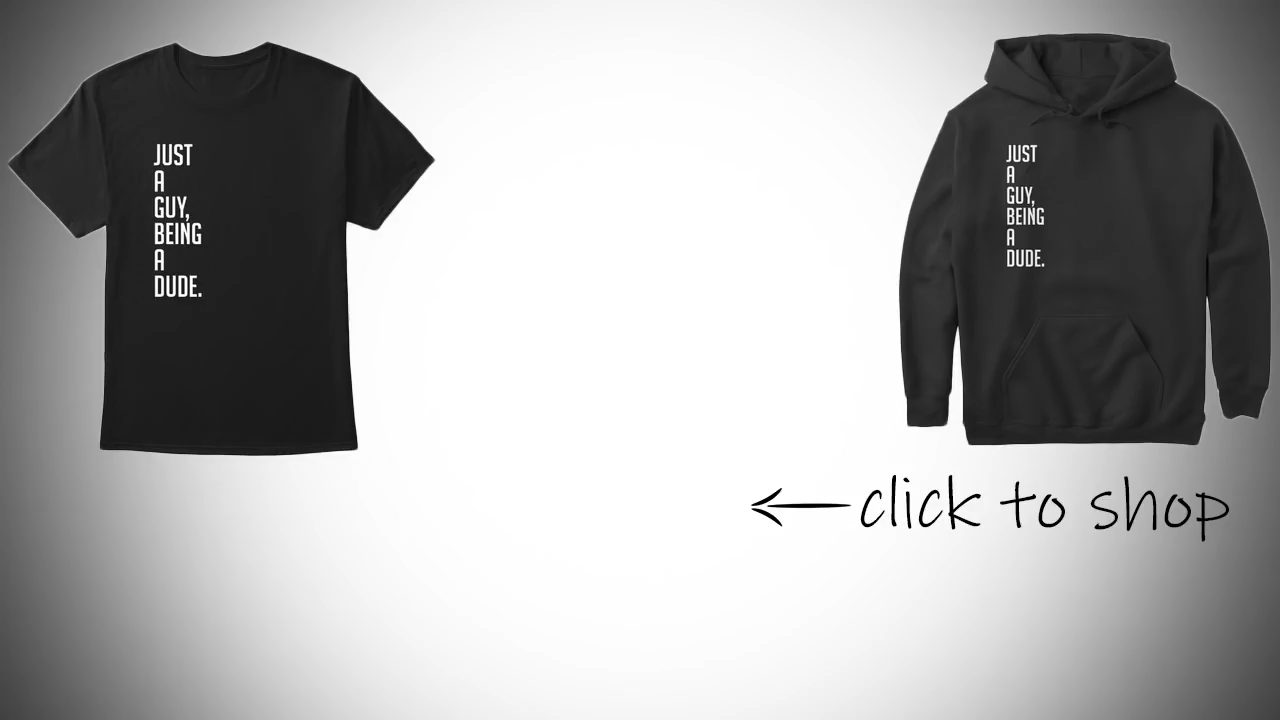 JUST
A
GUY,
BEING
A
DUDE.
JUST
A
GUY,
BEING
A
DUDE.
click to shop